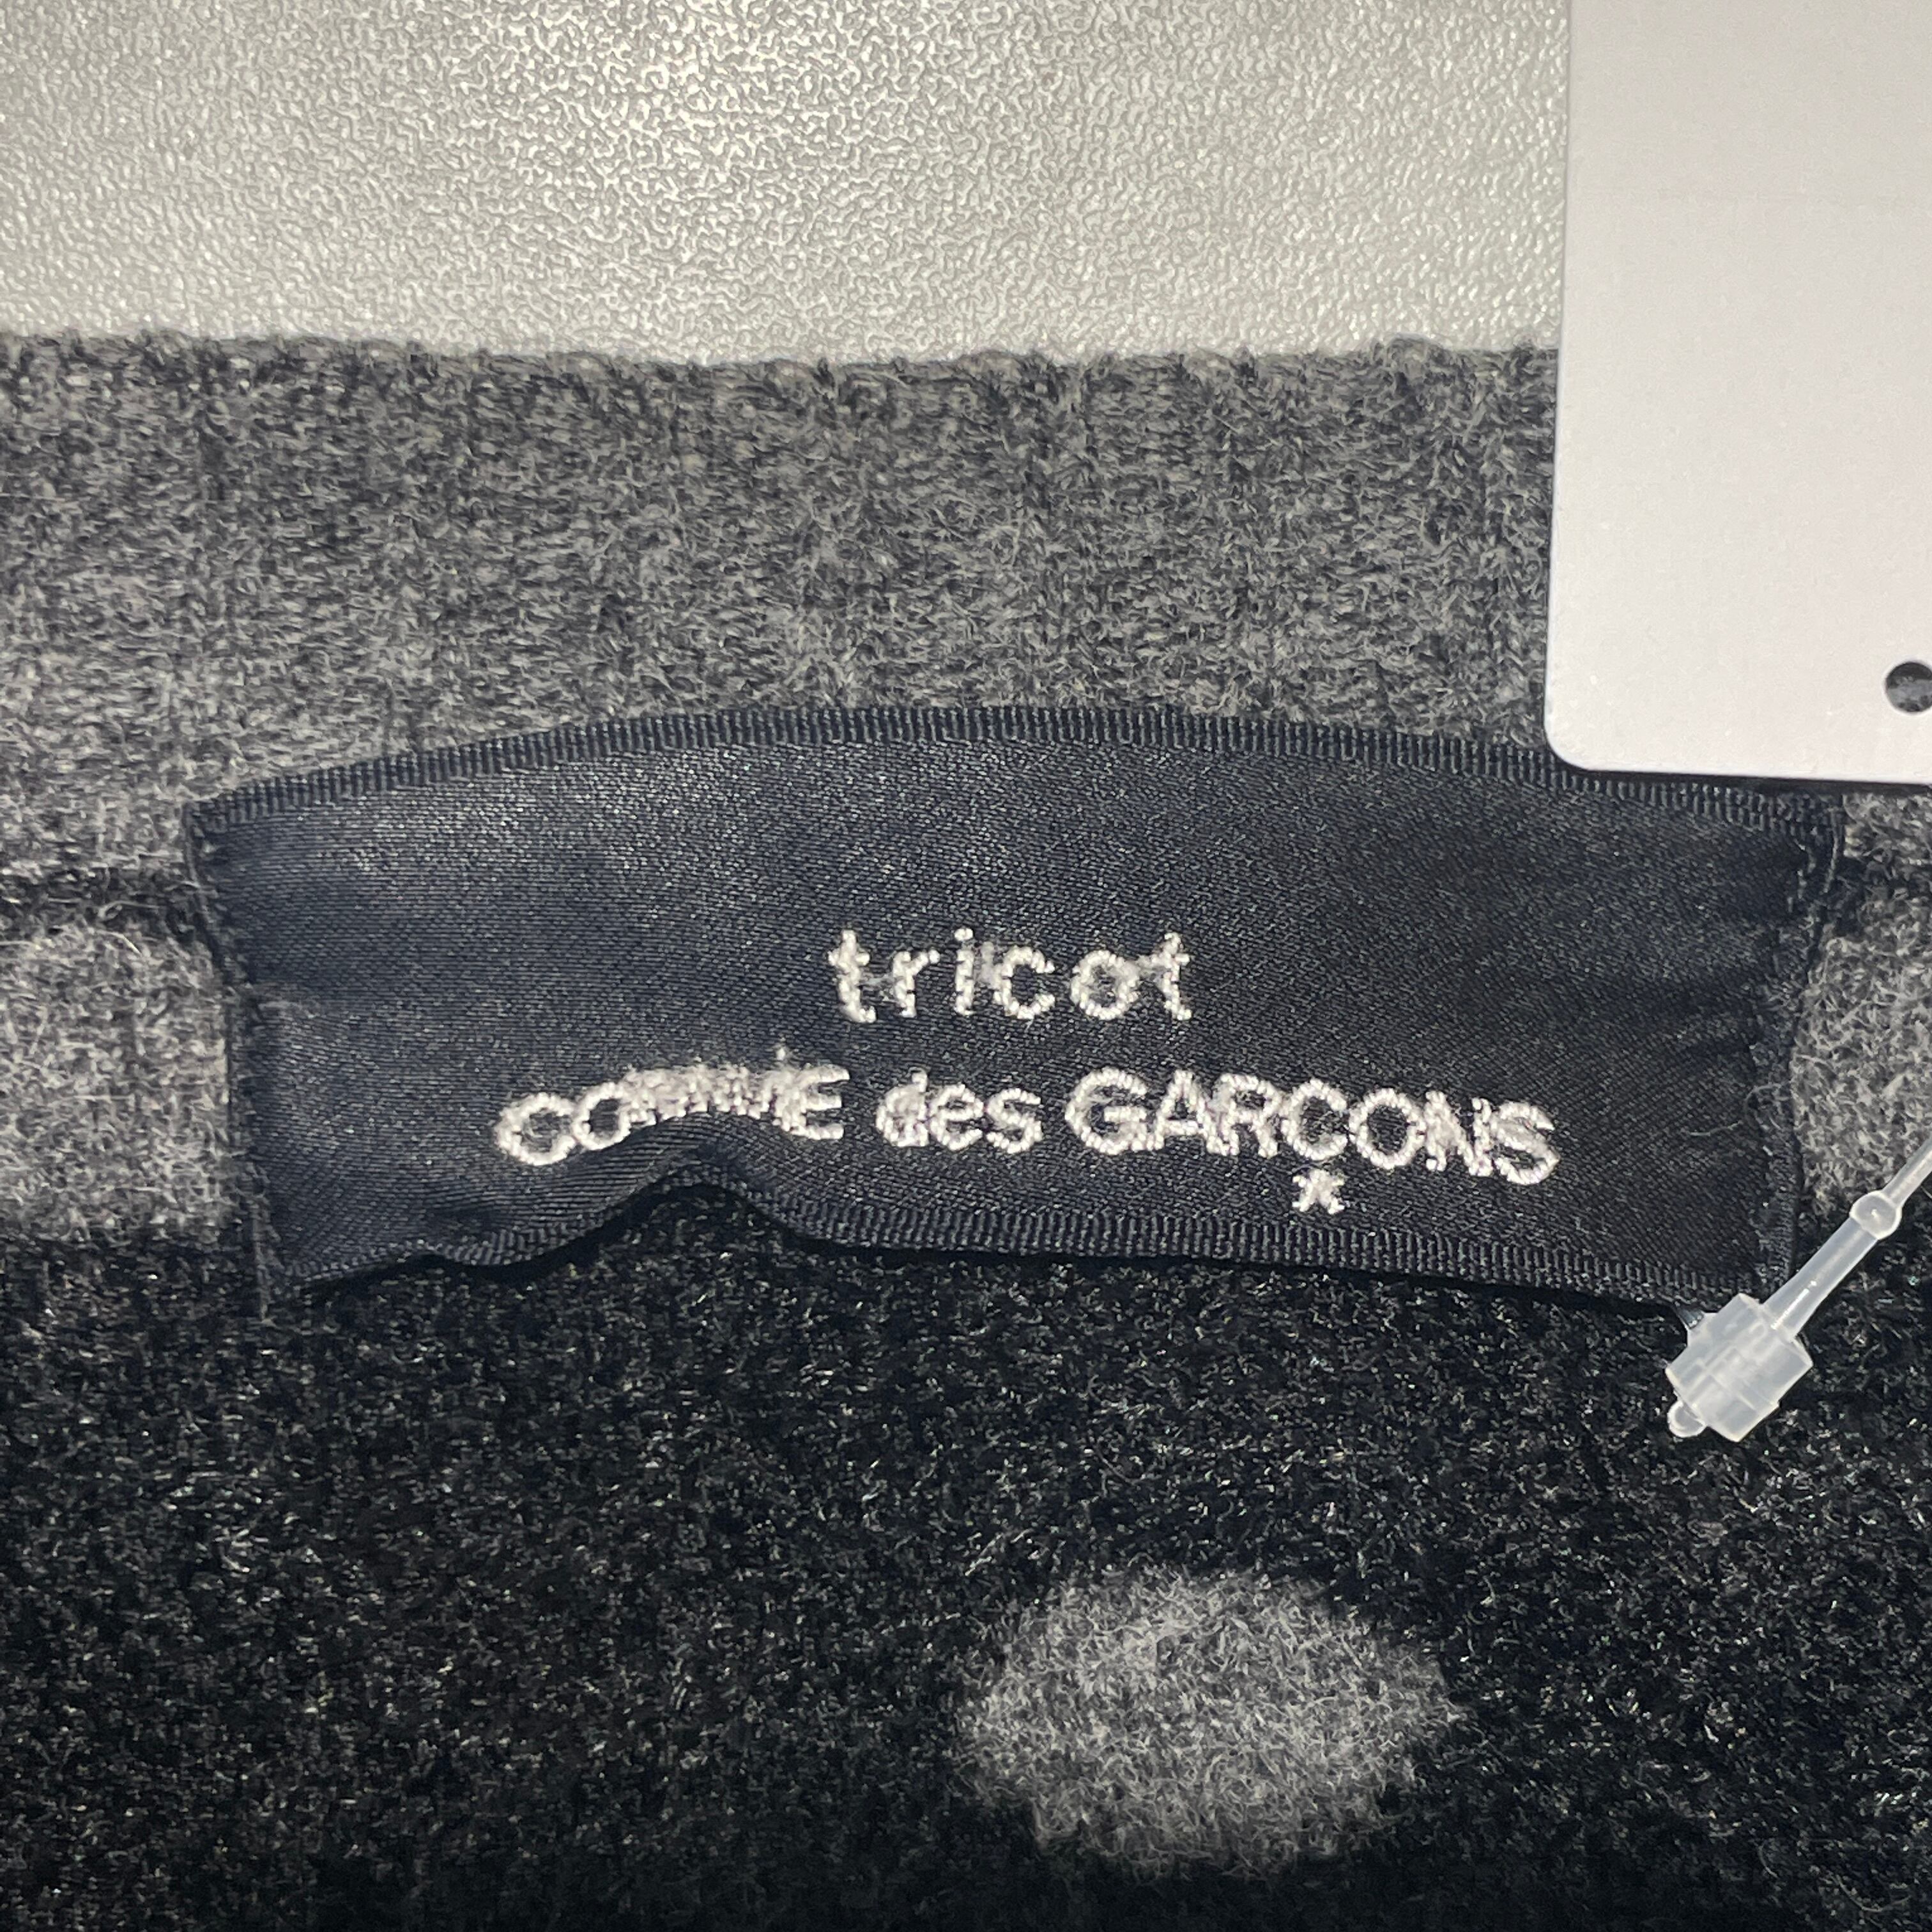 tricot
COMME des GARÇONS
*